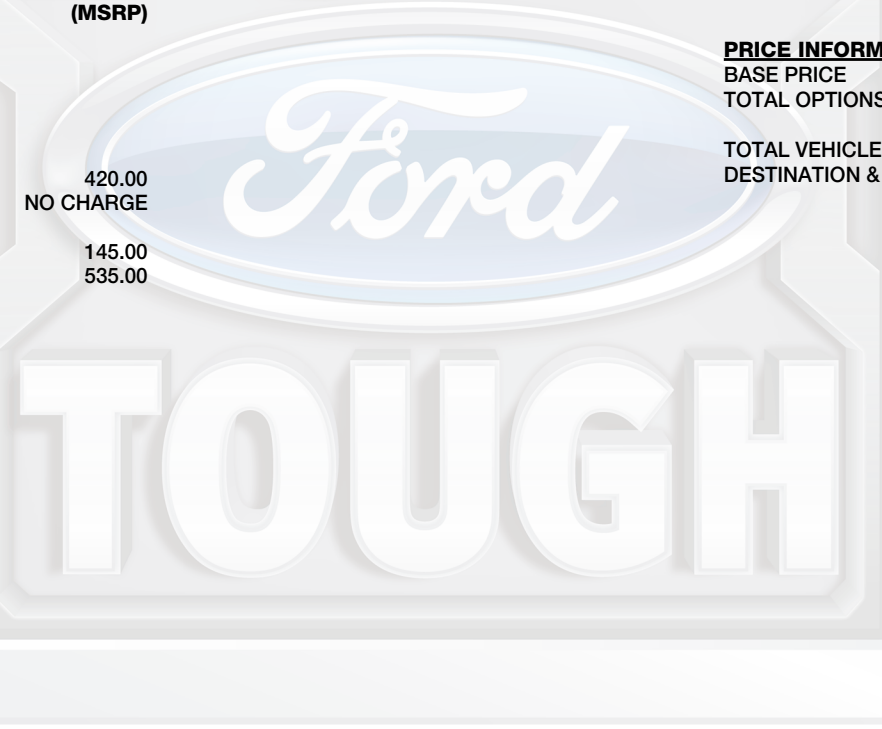 (MSRP)
420.00
NO CHARGE
145.00
535.00
PRICE INFORM
BASE PRICE
TOTAL OPTIONS
TOTAL VEHICLE
DESTINATION &
Ford
TOUGH